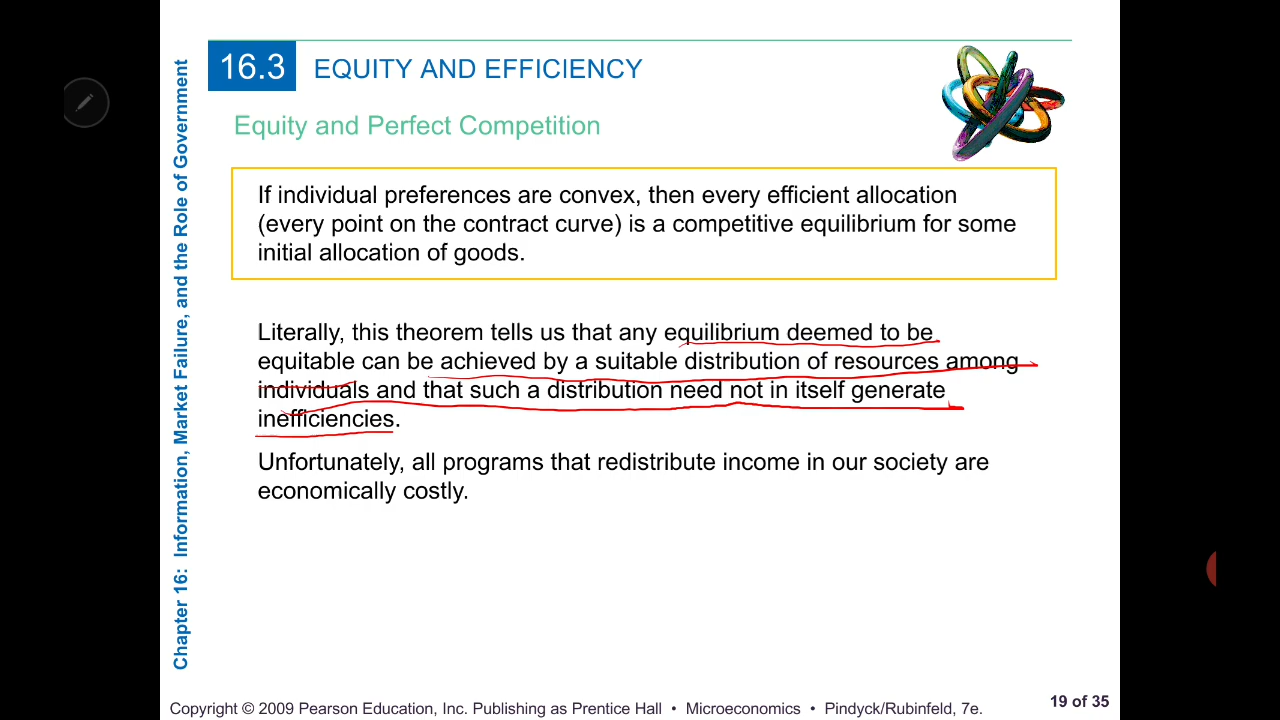 16.3 EQUITY AND EFFICIENCY
Equity and Perfect Competition
If individual preferences are convex, then every efficient allocation
(every point on the contract curve) is a competitive equilibrium for some
initial allocation of goods.
Literally, this theorem tells us that any equilibrium deemed to be
equitable can be achieved by a suitable distribution of resources among
individuals and that such a distribution need not in itself generate
inefficiencies.
Unfortunately, all programs that redistribute income in our society are
economically costly.
Chapter 16: Information, Market Failure, and the Role of Government
19 of 35
Copyright © 2009 Pearson Education, Inc. Publishing as Prentice Hall • Microeconomics • Pindyck/Rubinfeld, 7e.